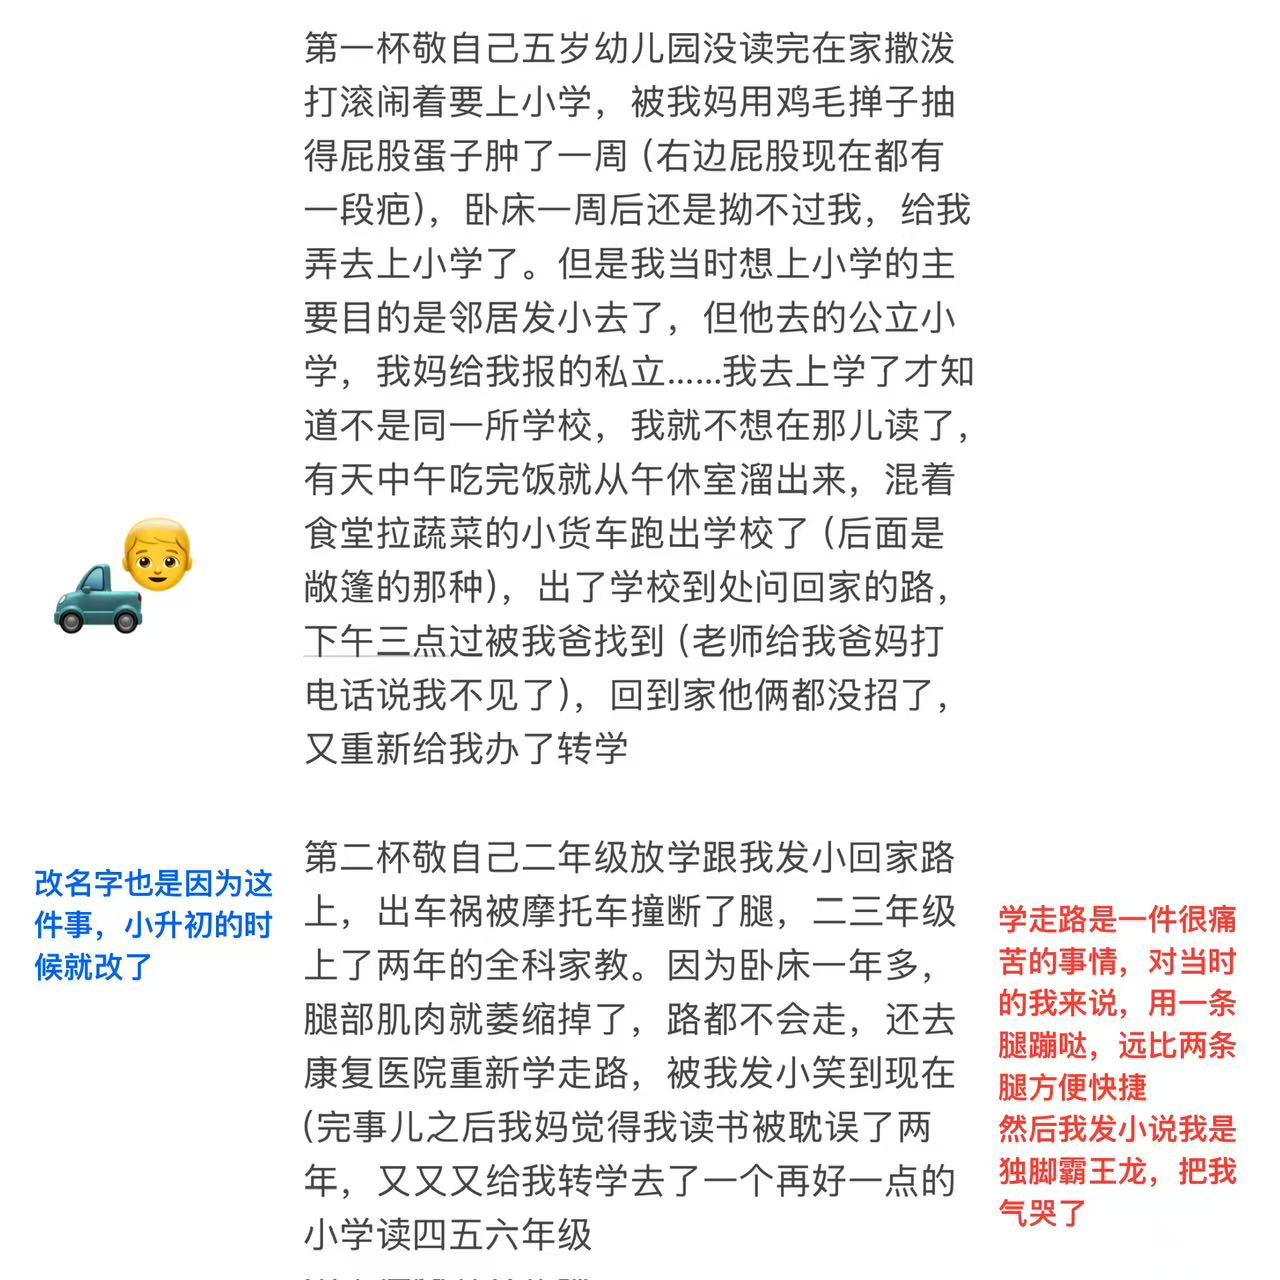 第一杯敬自己五岁幼儿园没读完在家撒泼
打滚闹着要上小学，被我妈用鸡毛掸子抽
得屁股蛋子肿了一周（右边屁股现在都有
一段疤），卧床一周后还是拗不过我，给我
弄去上小学了。但是我当时想上小学的主
要目的是邻居发小去了，但他去的公立小
学，我妈给我报的私立......我去上学了才知
道不是同一所学校，我就不想在那儿读了，
有天中午吃完饭就从午休室溜出来，混着
食堂拉蔬菜的小货车跑出学校了（后面是
敞篷的那种），出了学校到处问回家的路，
下午三点过被我爸找到（老师给我爸妈打
电话说我不见了），回到家他俩都没招了，
又重新给我办了转学
第二杯敬自己二年级放学跟我发小回家路
上，出车祸被摩托车撞断了腿，二三年级
上了两年的全科家教。因为卧床一年多，
腿部肌肉就萎缩掉了，路都不会走，还去
康复医院重新学走路，被我发小笑到现在
（完事儿之后我妈觉得我读书被耽误了两
年，又又又给我转学去了一个再好一点的
小学读四五六年级
改名字也是因为这
件事，小升初的时
候就改了
学走路是一件很痛
苦的事情，对当时
的我来说，用一条
腿蹦哒，远比两条
腿方便快捷
然后我发小说我是
独脚霸王龙，把我
气哭了